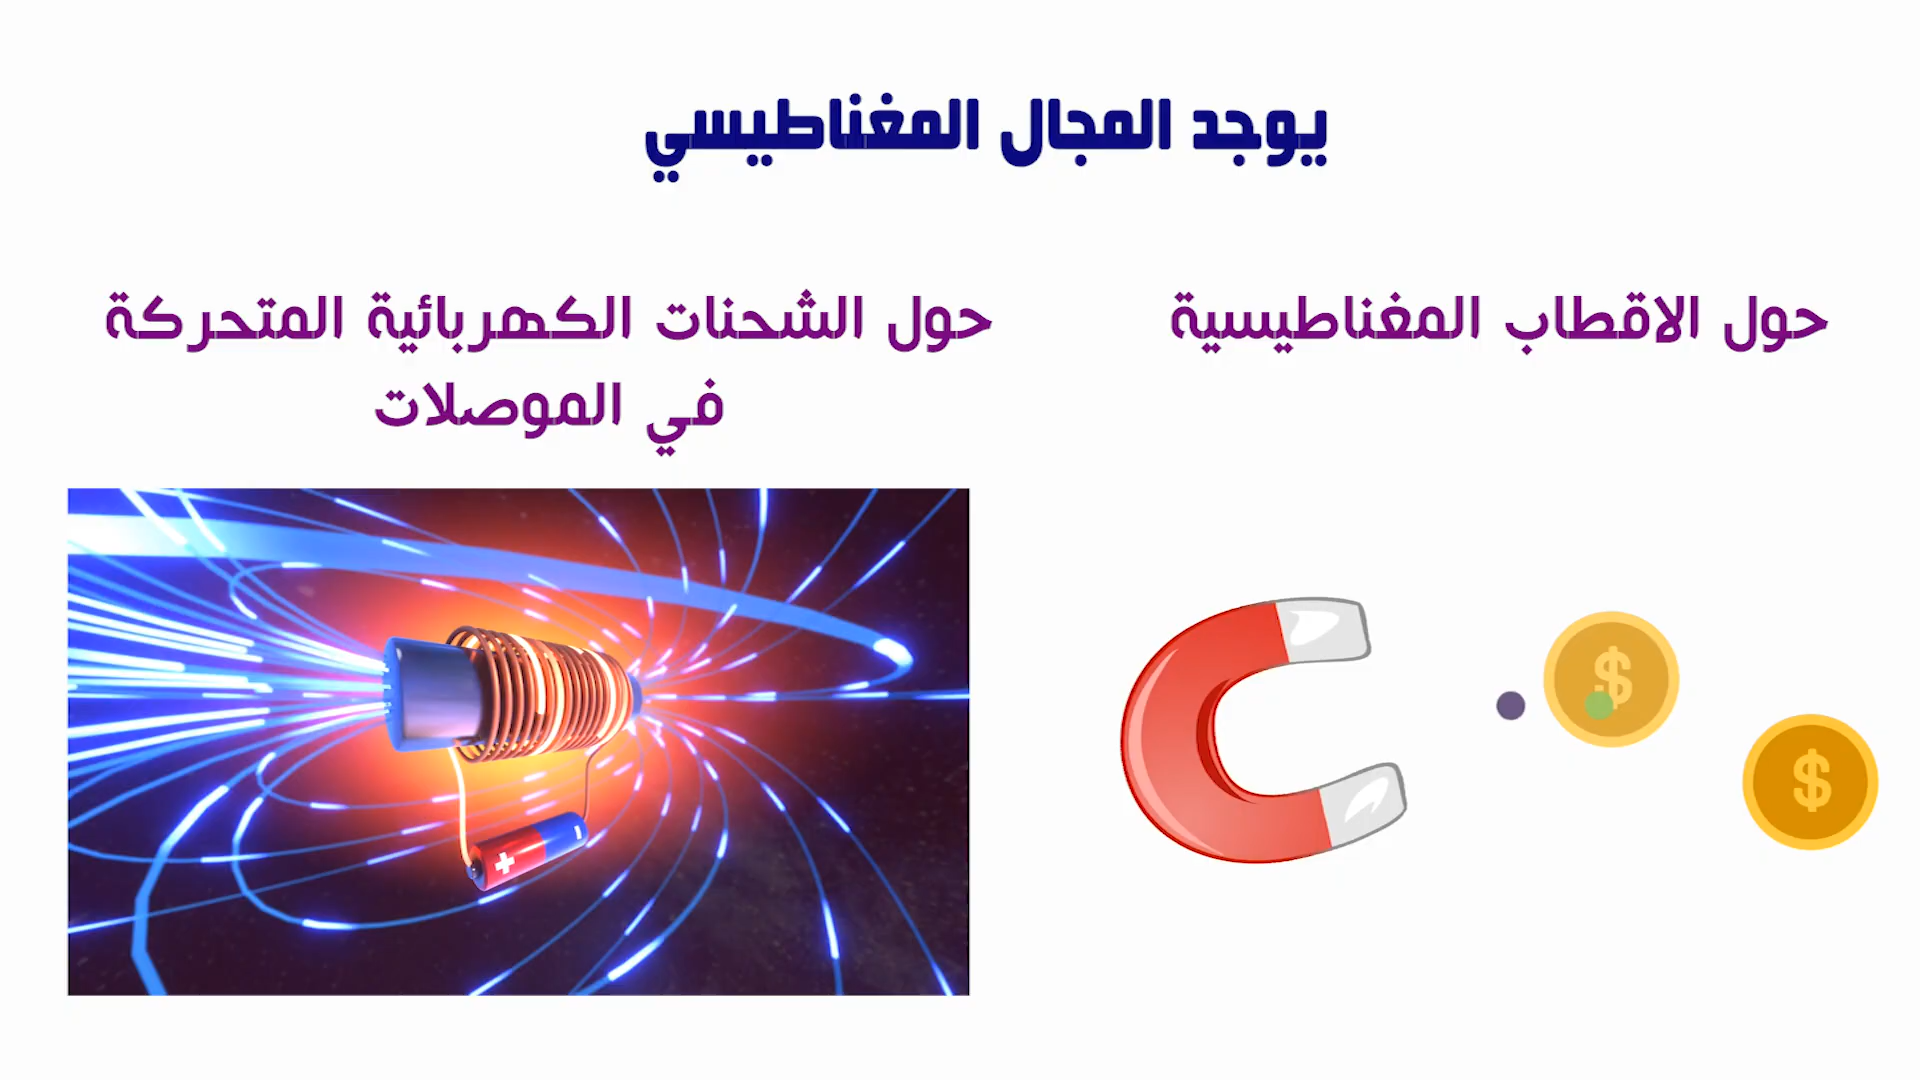 يوجد المجال المغناطيسي
حول الاقطاب المغناطيسية
حول الشحنات الكهربائية المتحركة
في الموصلات
+
-
$
$